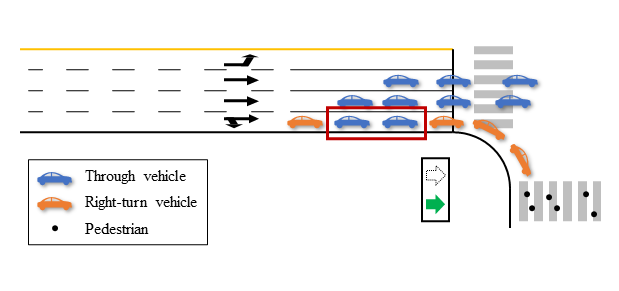 Through vehicle
Right-turn vehicle
Pedestrian